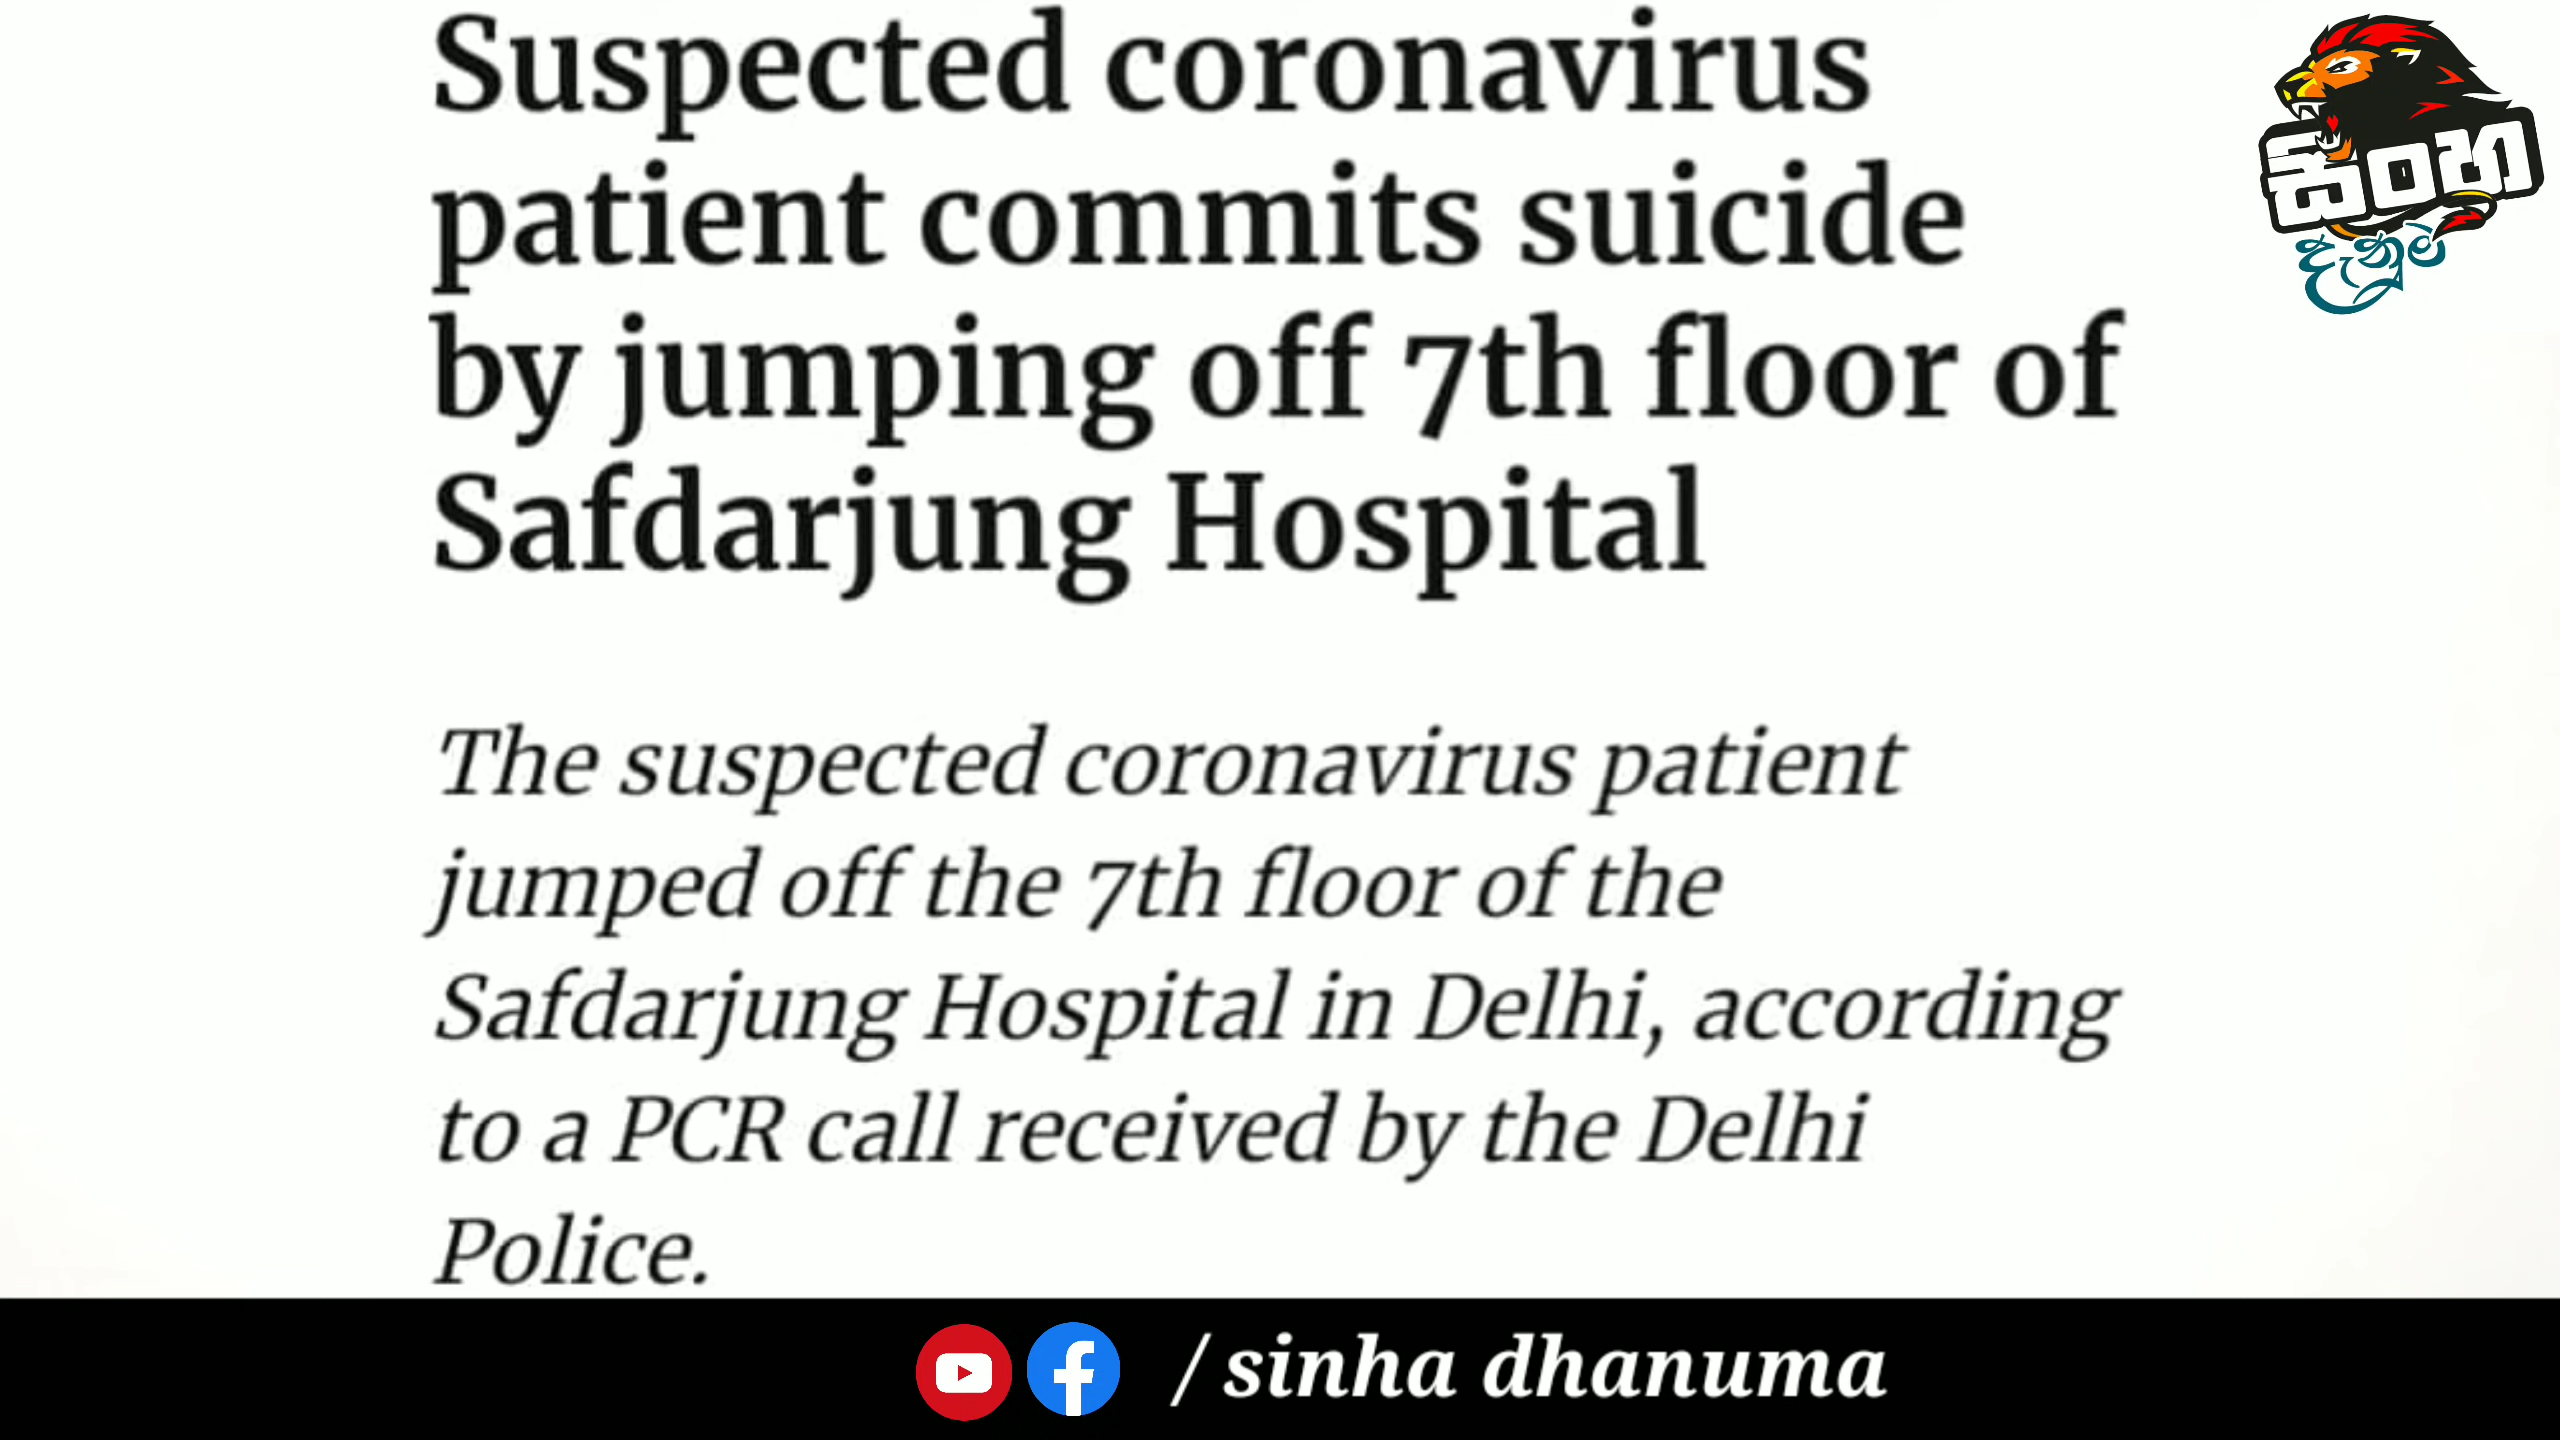 Suspected coronavirus
patient commits suicide
by jumping off 7th floor of
Safdarjung Hospital
සිංහ
දැනුම
The suspected coronavirus patient
jumped off the 7th floor of the
Safdarjung Hospital in Delhi, according
to a PCR call received by the Delhi
Police.
/ sinha dhanuma